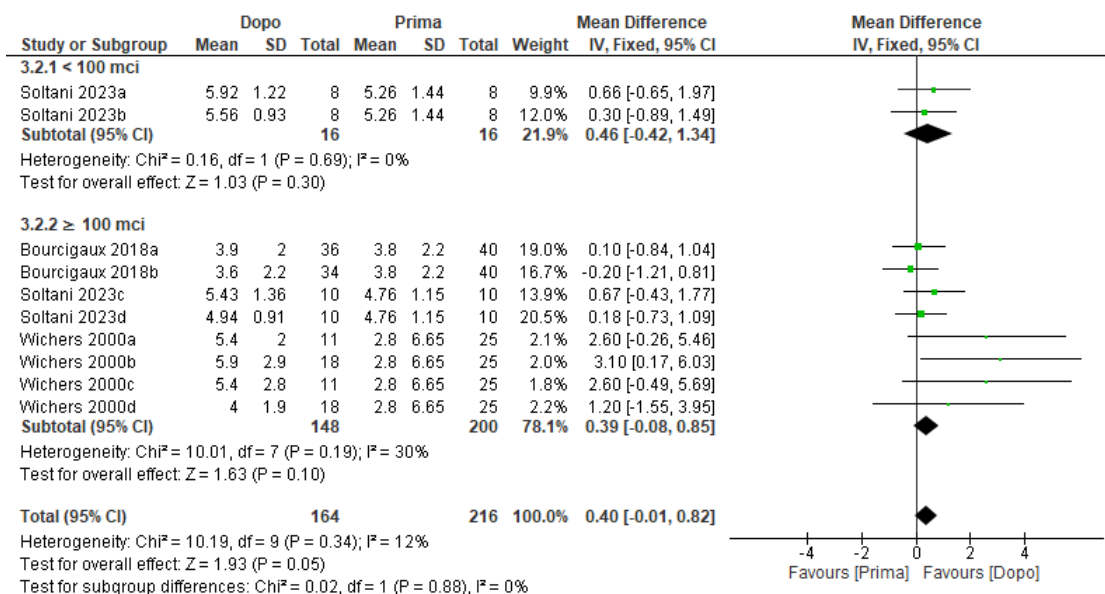 Dopo Prima Mean Difference Mean Difference
Study or Subgroup Mean SD Total Mean SD Total Weight IV, Fixed, 95% CI IV, Fixed, 95% CI
3.2.1 < 100 mci
Soltani 2023a 5.92 1.22 8 5.26 1.44 8 9.9% 0.66 [-0.65, 1.97]
Soltani 2023b 5.56 0.93 8 5.26 1.44 8 12.0% 0.30 [-0.89, 1.49]
Subtotal (95% CI) 16 16 21.9% 0.46 [-0.42, 1.34]
Heterogeneity: Chi² = 0.16, df = 1 (P = 0.69); I² = 0%
Test for overall effect: Z = 1.03 (P = 0.30)
3.2.2 ≥ 100 mci
Bourcigaux 2018a 3.9 2 36 3.8 2.2 40 19.0% 0.10 [-0.84, 1.04]
Bourcigaux 2018b 3.6 2.2 34 3.8 2.2 40 16.7% -0.20 [-1.21, 0.81]
Soltani 2023c 5.43 1.36 10 4.76 1.15 10 13.9% 0.67 [-0.43, 1.77]
Soltani 2023d 4.94 0.91 10 4.76 1.15 10 20.5% 0.18 [-0.73, 1.09]
Wichers 2000a 5.4 2 11 2.8 6.65 25 2.1% 2.60 [-0.26, 5.46]
Wichers 2000b 5.9 2.9 18 2.8 6.65 25 2.0% 3.10 [0.17, 6.03]
Wichers 2000c 5.4 2.8 11 2.8 6.65 25 1.8% 2.60 [-0.49, 5.69]
Wichers 2000d 4 1.9 18 2.8 6.65 25 2.2% 1.20 [-1.55, 3.95]
Subtotal (95% CI) 148 200 78.1% 0.39 [-0.08, 0.85]
Heterogeneity: Chi² = 10.01, df = 7 (P = 0.19); I² = 30%
Test for overall effect: Z = 1.63 (P = 0.10)
Total (95% CI) 164 216 100.0% 0.40 [-0.01, 0.82]
Heterogeneity: Chi² = 10.19, df = 9 (P = 0.34); I² = 12%
Test for overall effect: Z = 1.93 (P = 0.05)
Test for subgroup differences: Chi² = 0.02, df = 1 (P = 0.88), I² = 0%
-4 -2 0 2 4
Favours [Prima] Favours [Dopo]